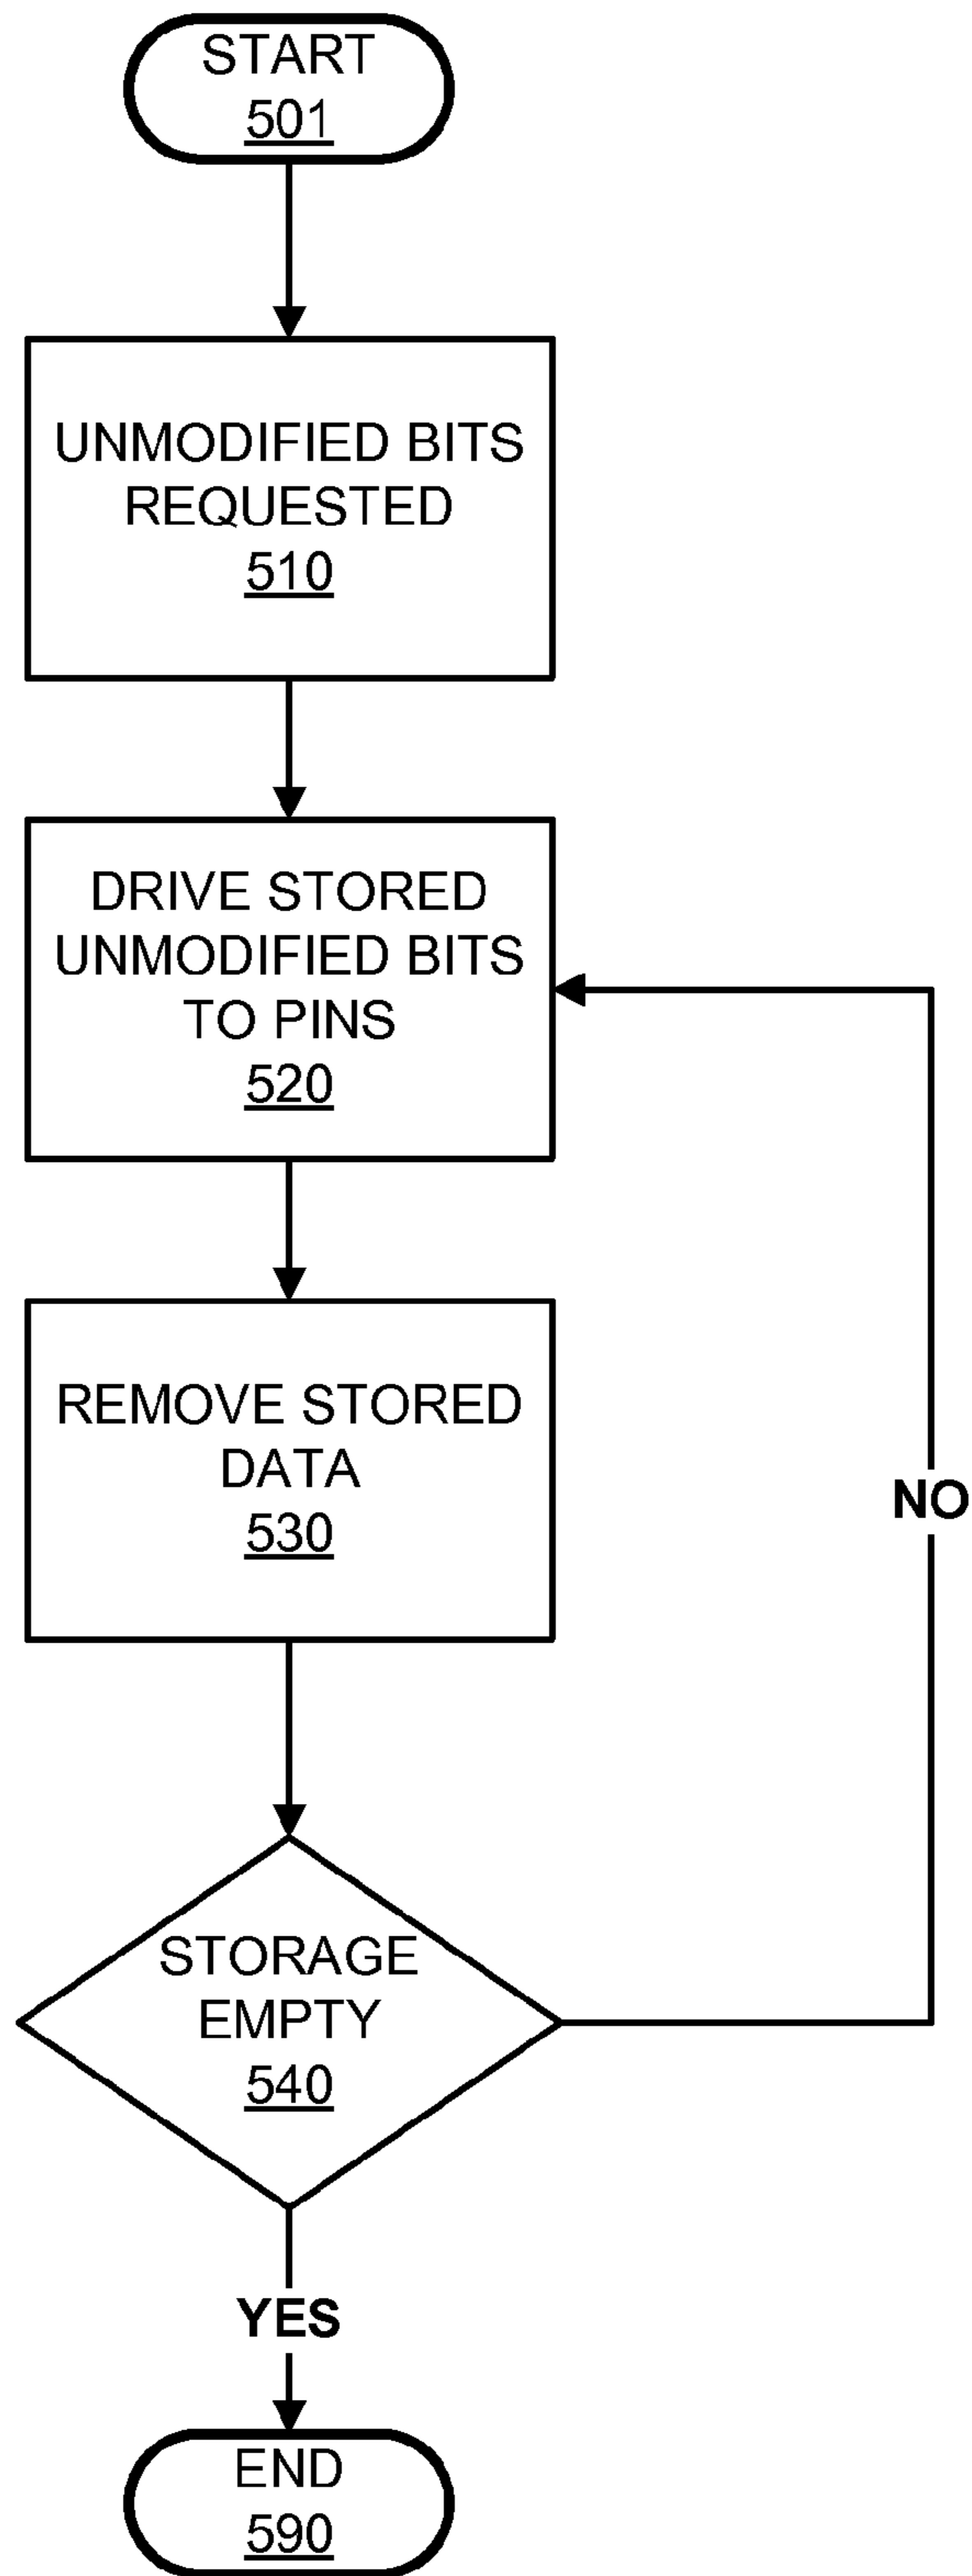 START
501
UNMODIFIED BITS
REQUESTED
510
DRIVE STORED
UNMODIFIED BITS
TO PINS
520
REMOVE STORED
DATA
530
NO
STORAGE
EMPTY
540
YES
END
590